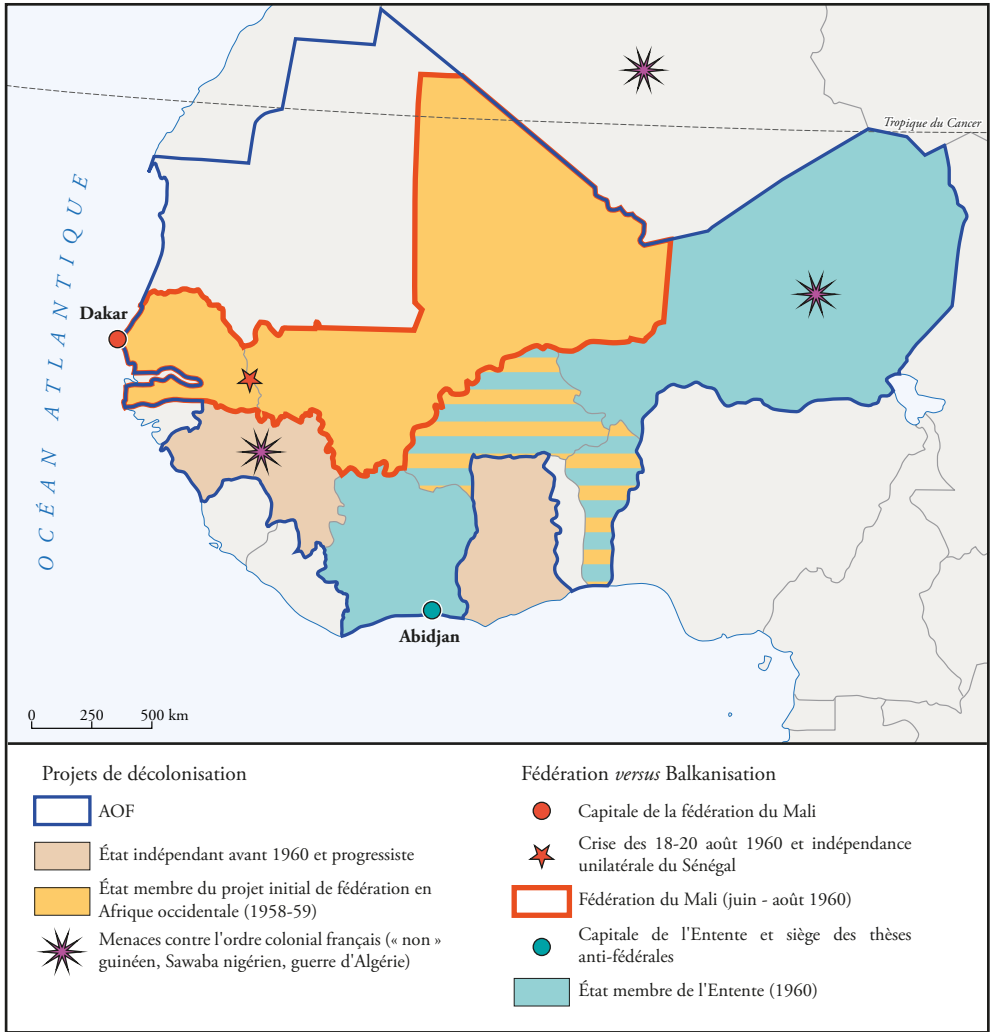 Tropique du Cancer
OCÉAN ATLANTIQUE
Dakar
Abidjan
0 250 500 km
Projets de décolonisation
AOF
État indépendant avant 1960 et progressiste
État membre du projet initial de fédération en
Afrique occidentale (1958-59)
Menaces contre l'ordre colonial français (« non »
guinéen, Sawaba nigérien, guerre d'Algérie)
Fédération versus Balkanisation
Capitale de la fédération du Mali
Crise des 18-20 août 1960 et indépendance
unilatérale du Sénégal
Fédération du Mali (juin - août 1960)
Capitale de l'Entente et siège des thèses
anti-fédérales
État membre de l'Entente (1960)